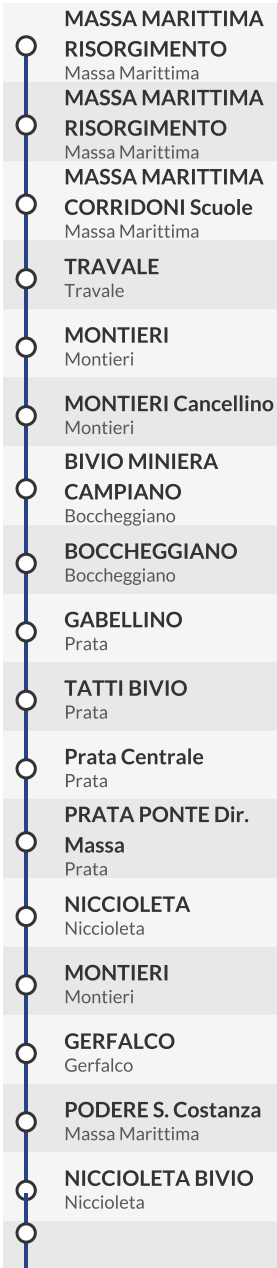 MASSA MARITTIMA
RISORGIMENTO
Massa Marittima
MASSA MARITTIMA
RISORGIMENTO
Massa Marittima
MASSA MARITTIMA
CORRIDONI Scuole
Massa Marittima
TRAVALE
Travale
MONTIERI
Montieri
MONTIERI Cancellino
Montieri
BIVIO MINIERA
CAMPIANO
Boccheggiano
BOCCHEGGIANO
Boccheggiano
GABELLINO
Prata
TATTI BIVIO
Prata
Prata Centrale
Prata
PRATA PONTE Dir.
Massa
Prata
NICCIOLETA
Niccioleta
MONTIERI
Montieri
GERFALCO
Gerfalco
PODERE S. Costanza
Massa Marittima
NICCIOLETA BIVIO
Niccioleta